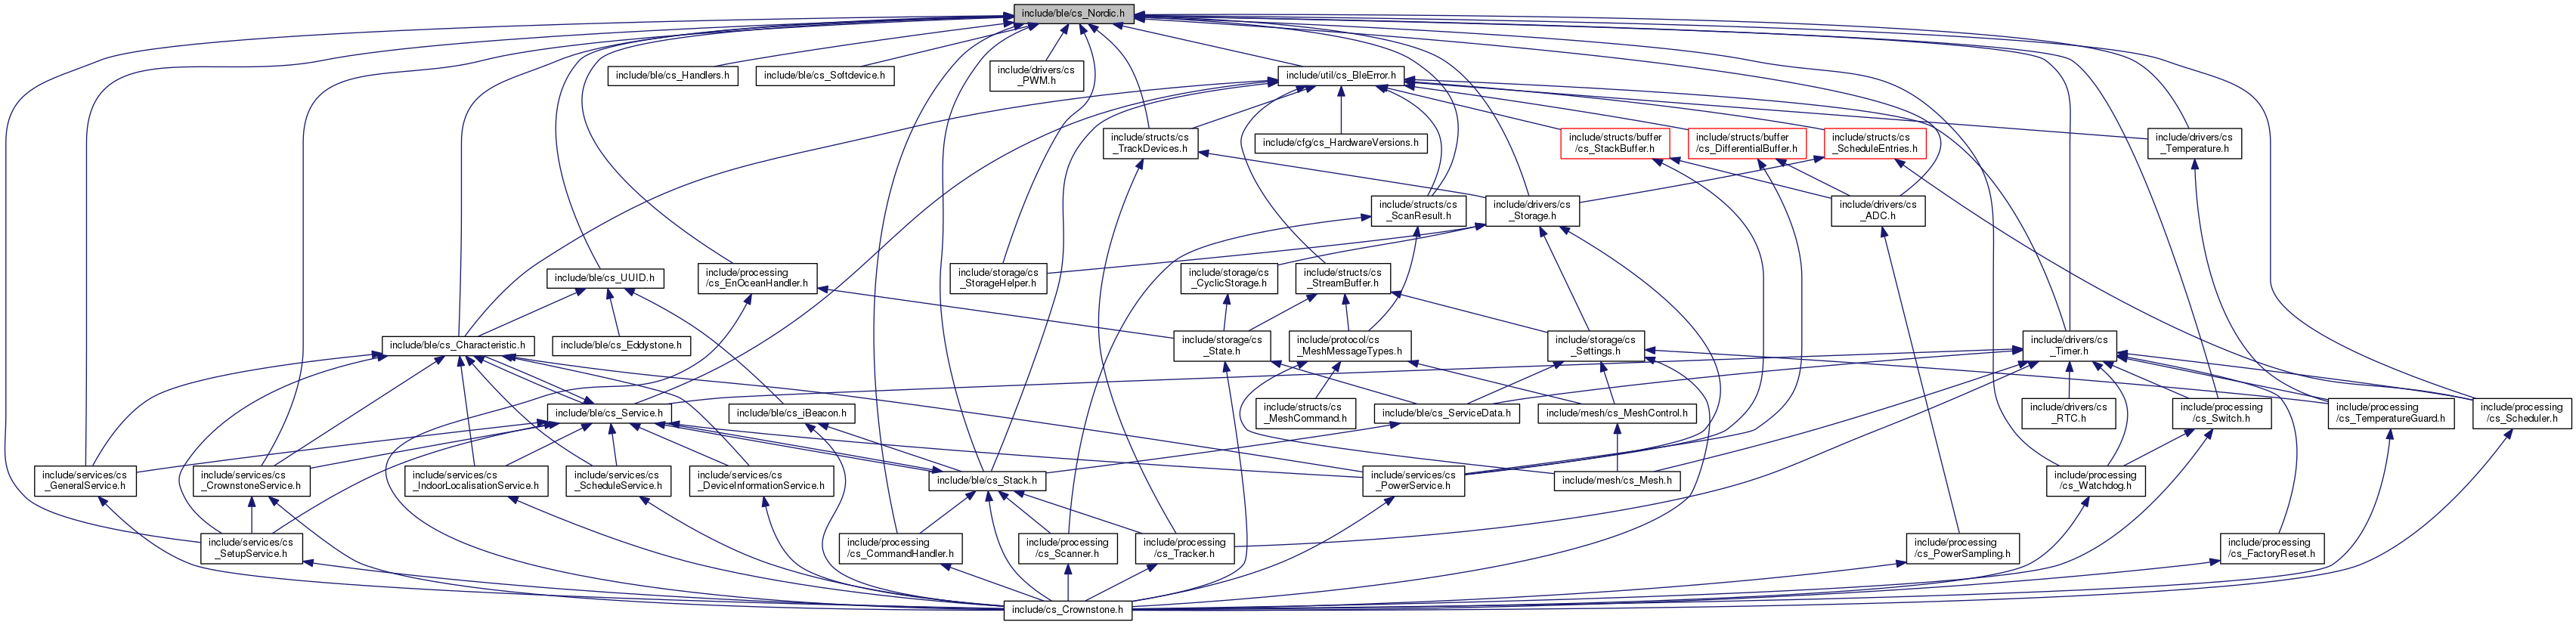 include/ble/cs_Nordic.h
include/ble/cs_Handlers.h
include/ble/cs_Softdevice.h
include/drivers/cs
_PWM.h
include/util/cs_BleError.h
include/structs/cs
_TrackDevices.h
include/cfg/cs_HardwareVersions.h
include/structs/buffer
/cs_StackBuffer.h
include/structs/buffer
/cs_DifferentialBuffer.h
include/structs/cs
_ScheduleEntries.h
include/drivers/cs
_Temperature.h
include/structs/cs
_ScanResult.h
include/drivers/cs
_Storage.h
include/drivers/cs
_ADC.h
include/ble/cs_UUID.h
include/processing
/cs_EnOceanHandler.h
include/storage/cs
_StorageHelper.h
include/storage/cs
_CyclicStorage.h
include/structs/cs
_StreamBuffer.h
include/ble/cs_Characteristic.h
include/ble/cs_Eddystone.h
include/storage/cs
_State.h
include/protocol/cs
_MeshMessageTypes.h
include/storage/cs
_Settings.h
include/drivers/cs
_Timer.h
include/ble/cs_Service.h
include/ble/cs_iBeacon.h
include/structs/cs
_MeshCommand.h
include/ble/cs_ServiceData.h
include/mesh/cs_MeshControl.h
include/drivers/cs
_RTC.h
include/processing
/cs_Switch.h
include/processing
/cs_TemperatureGuard.h
include/processing
/cs_Scheduler.h
include/services/cs
_GeneralService.h
include/services/cs
_CrownstoneService.h
include/services/cs
_IndoorLocalisationService.h
include/services/cs
_ScheduleService.h
include/services/cs
_DeviceInformationService.h
include/ble/cs_Stack.h
include/services/cs
_PowerService.h
include/mesh/cs_Mesh.h
include/processing
/cs_Watchdog.h
include/services/cs
_SetupService.h
include/processing
/cs_CommandHandler.h
include/processing
/cs_Scanner.h
include/processing
/cs_Tracker.h
include/processing
/cs_PowerSampling.h
include/processing
/cs_FactoryReset.h
include/cs_Crownstone.h